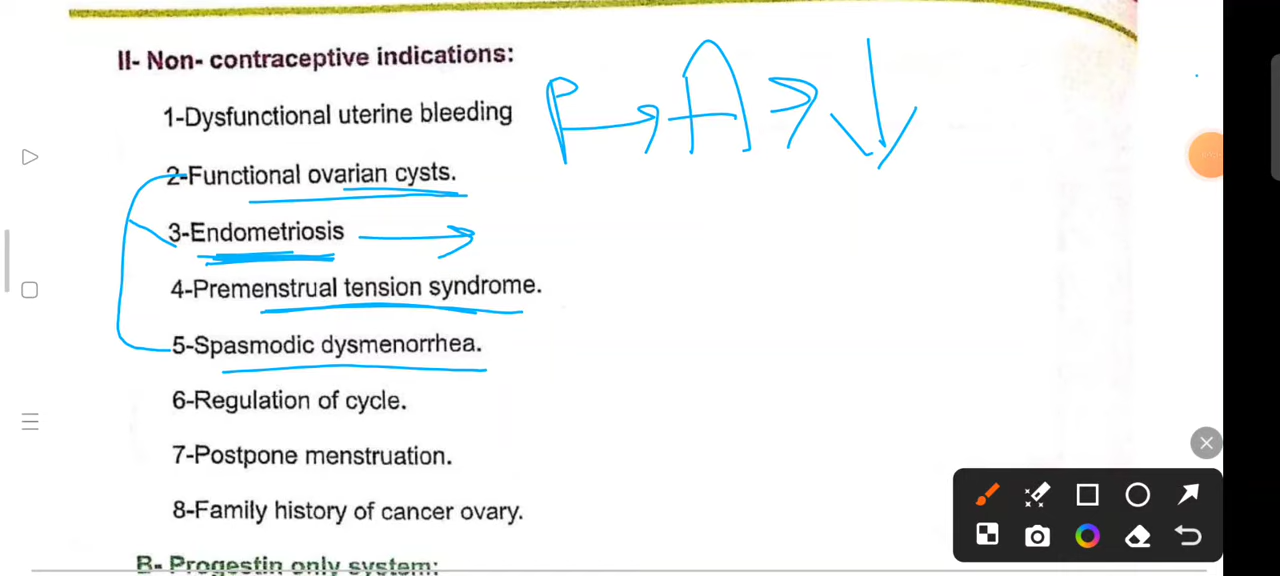 II- Non- contraceptive indications:
1-Dysfunctional uterine bleeding
2-Functional ovarian cysts.
3-Endometriosis
4-Premenstrual tension syndrome.
5-Spasmodic dysmenorrhea.
6-Regulation of cycle.
7-Postpone menstruation.
8-Family history of cancer ovary.
B- Progestin only system: